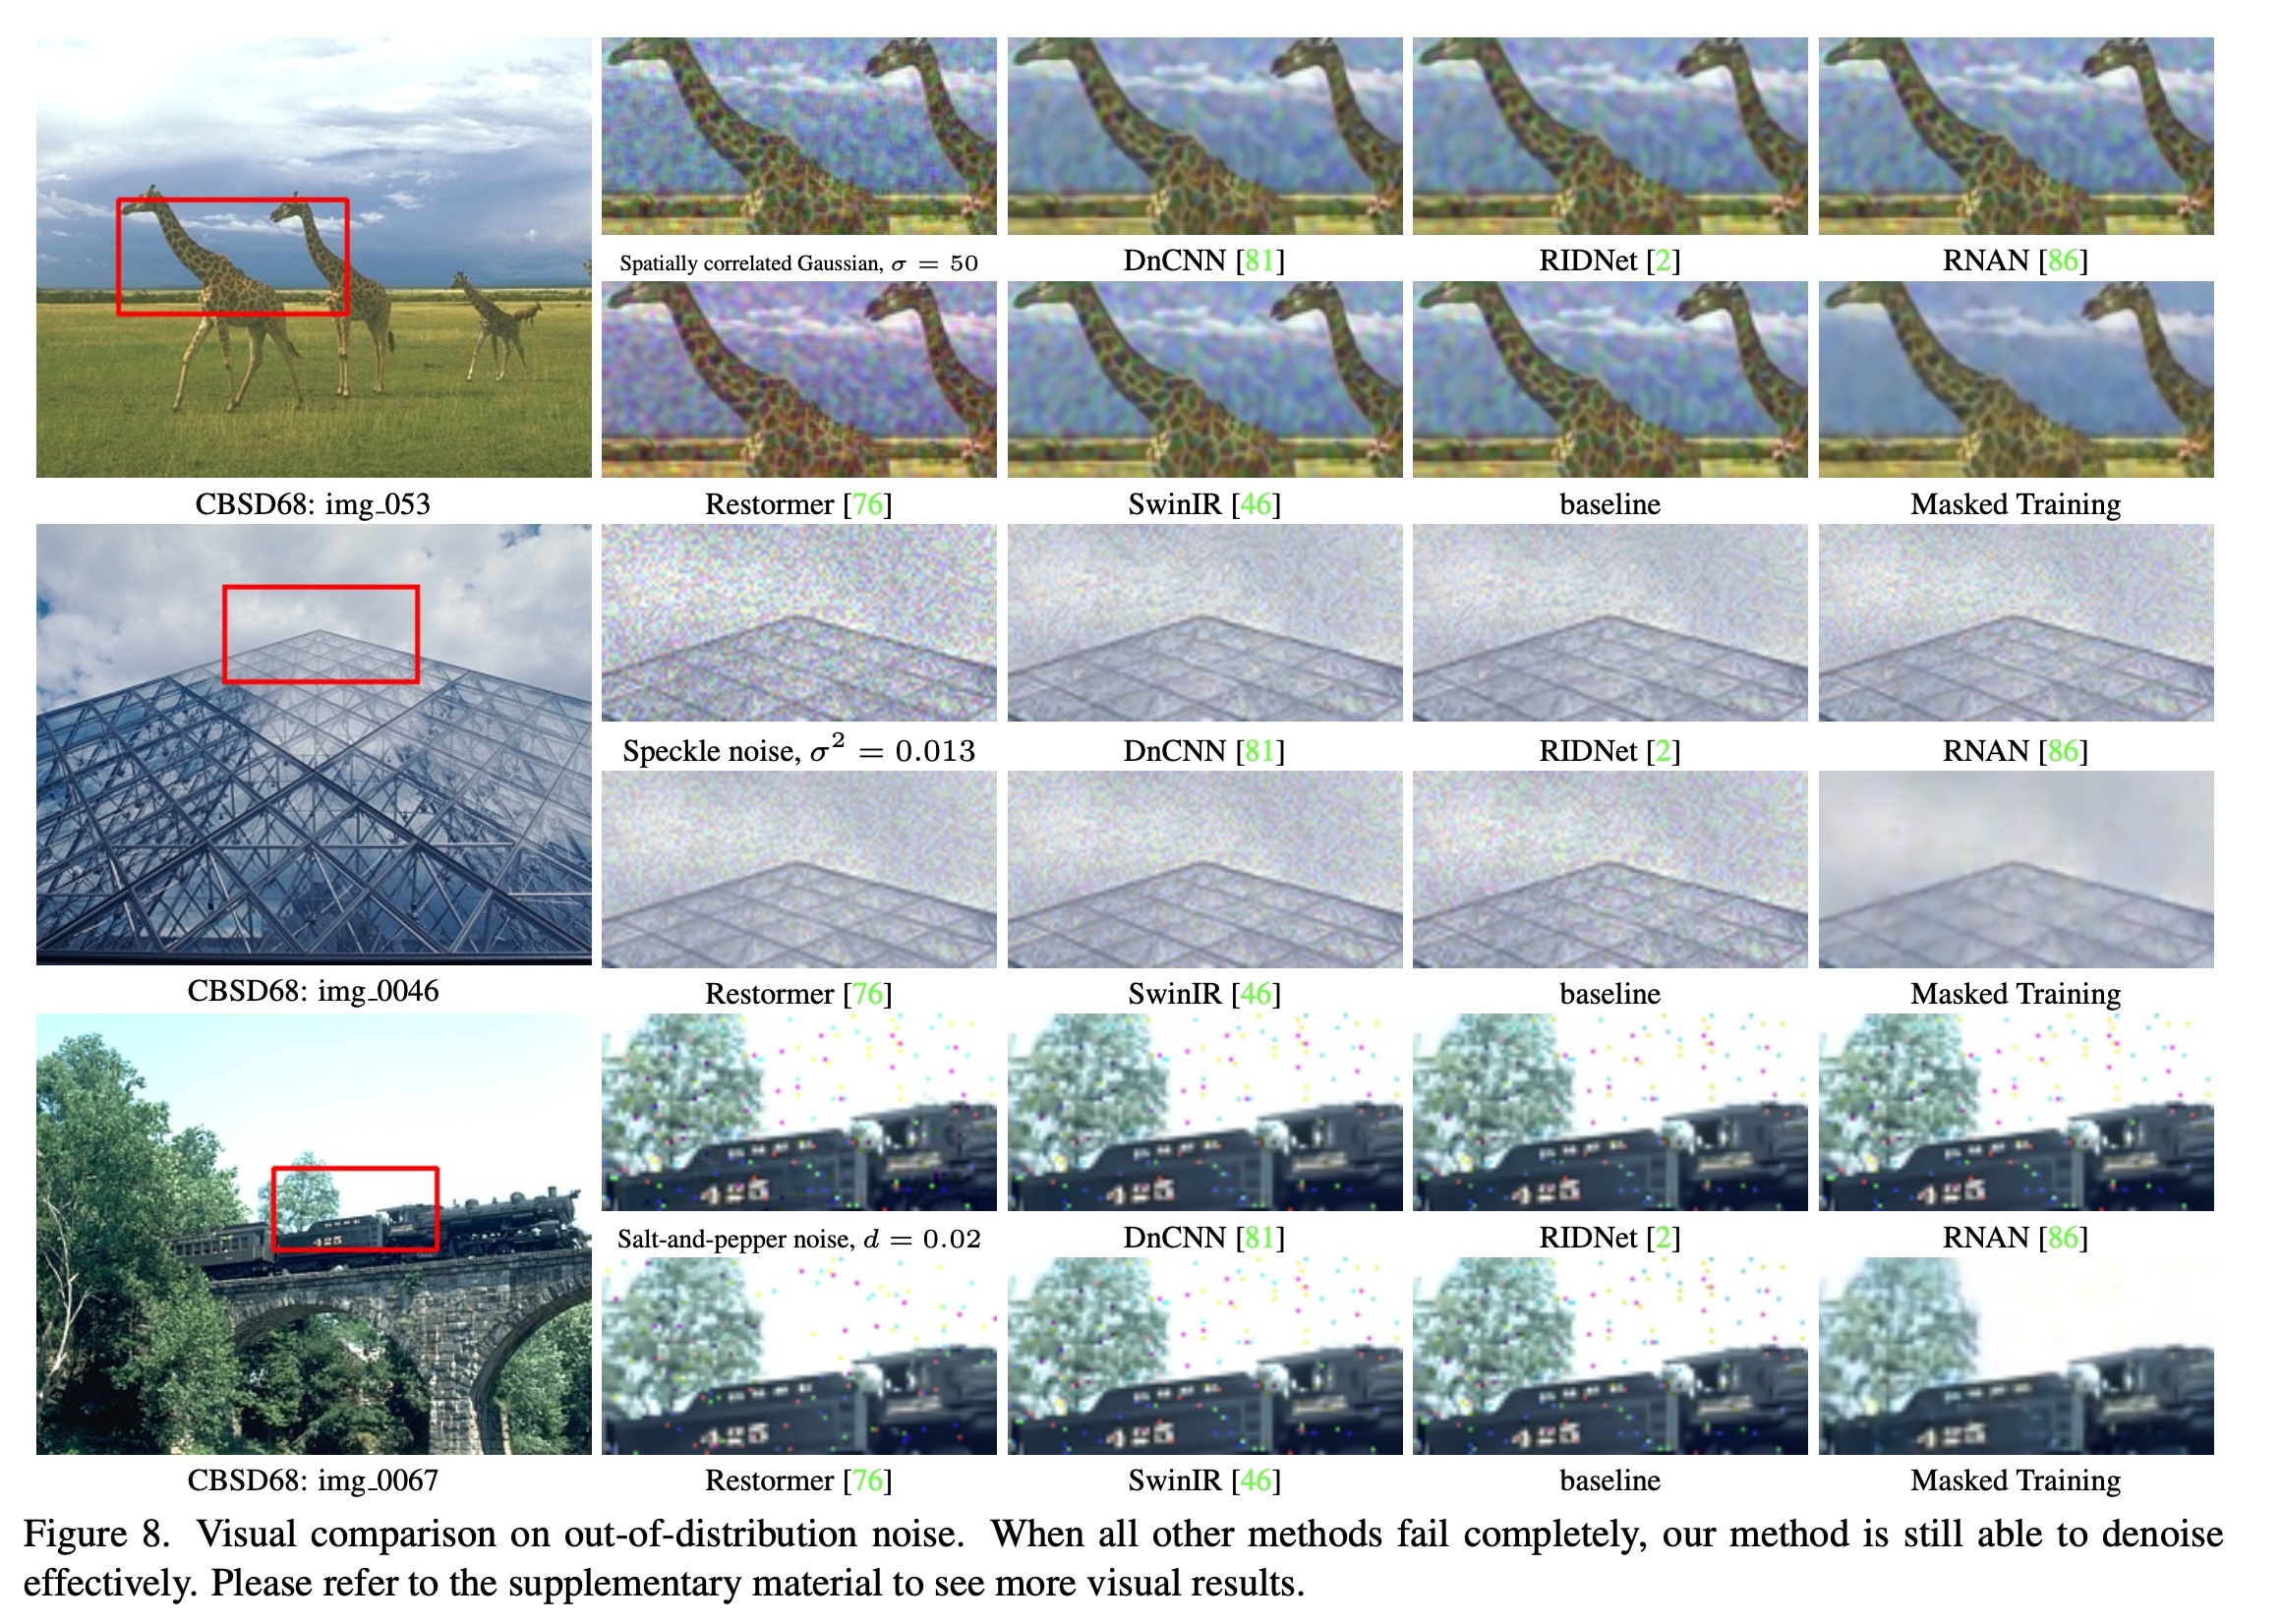 Spatially correlated Gaussian, σ = 50
DnCNN [81]
RIDNet [2]
RNAN [86]
CBSD68: img_053
Restormer [76]
SwinIR [46]
baseline
Masked Training
Speckle noise, σ² = 0.013
DnCNN [81]
RIDNet [2]
RNAN [86]
CBSD68: img_0046
Restormer [76]
SwinIR [46]
baseline
Masked Training
425
Salt-and-pepper noise, d = 0.02
DnCNN [81]
RIDNet [2]
RNAN [86]
CBSD68: img_0067
Restormer [76]
SwinIR [46]
baseline
Masked Training
Figure 8. Visual comparison on out-of-distribution noise. When all other methods fail completely, our method is still able to denoise
effectively. Please refer to the supplementary material to see more visual results.